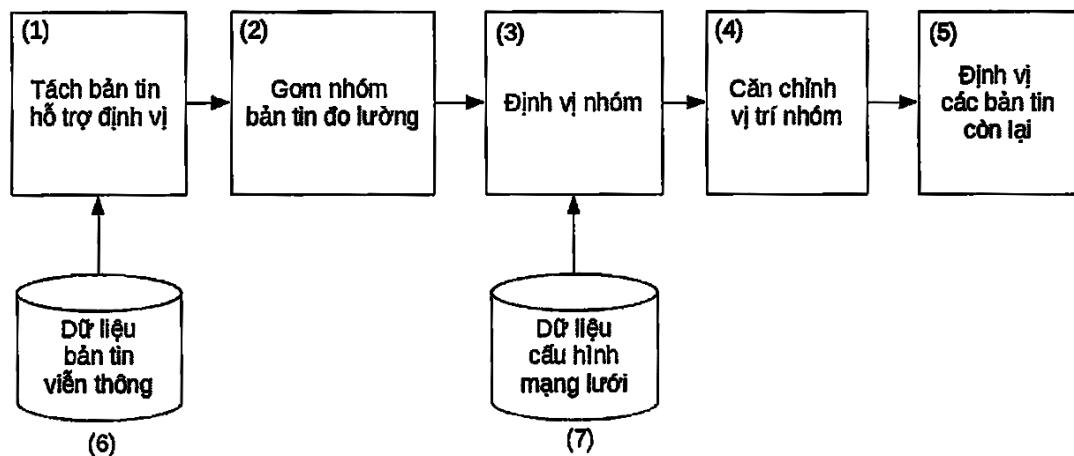 (1)
Tách bản tin
hỗ trợ định vị
(2)
Gom nhóm
bản tin đo lường
(3)
Định vị nhóm
(4)
Căn chỉnh
vị trí nhóm
(5)
Định vị
các bản tin
còn lại
Dữ liệu
bản tin
viễn thông
(6)
Dữ liệu
cấu hình
mạng lưới
(7)